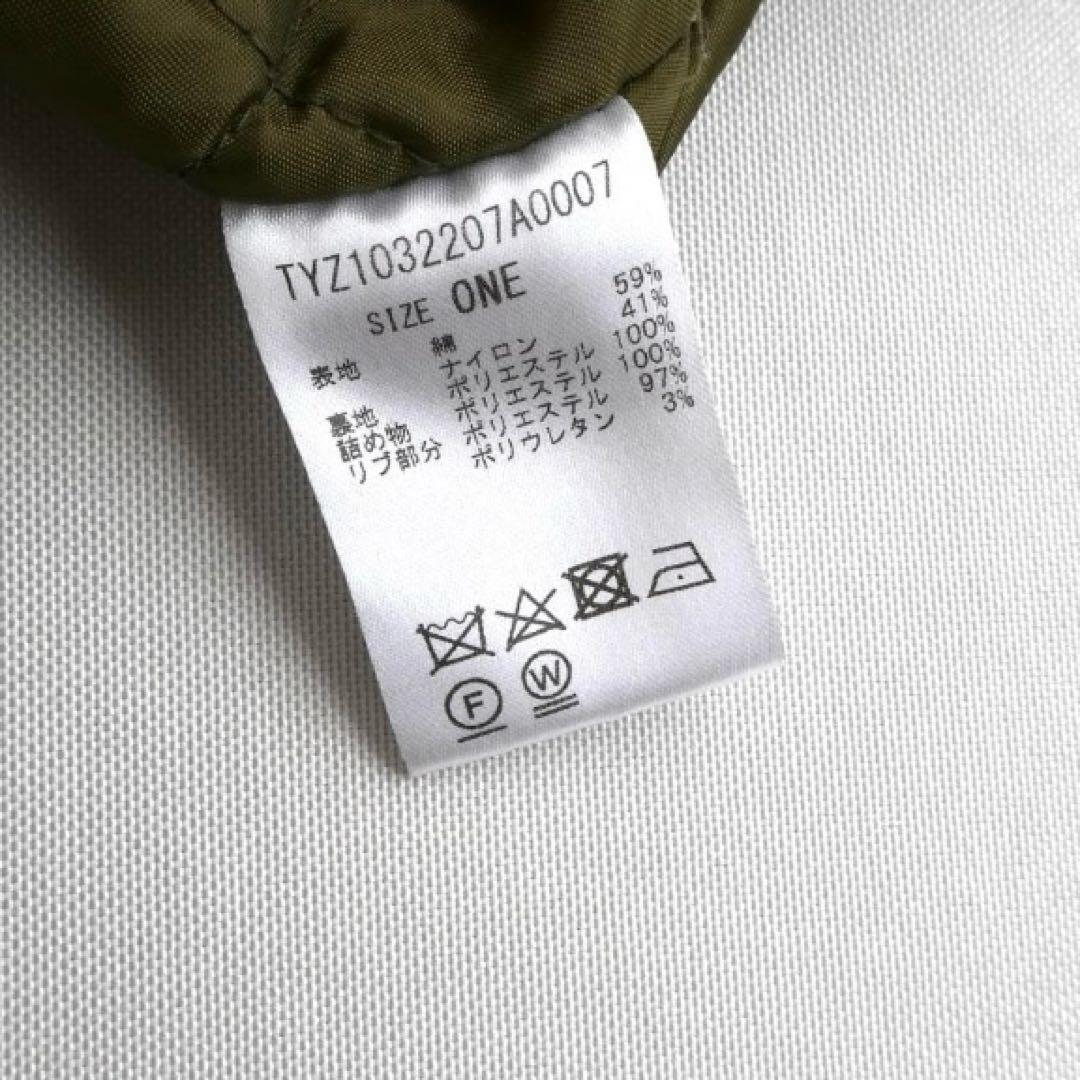 TYZ1032207A0007
SIZE ONE
表地 綿 59%
ナイロン 41%
裏地 ポリエステル 100%
詰め物 ポリエステル 100%
リブ部分 ポリエステル 97%
ポリウレタン 3%
F W